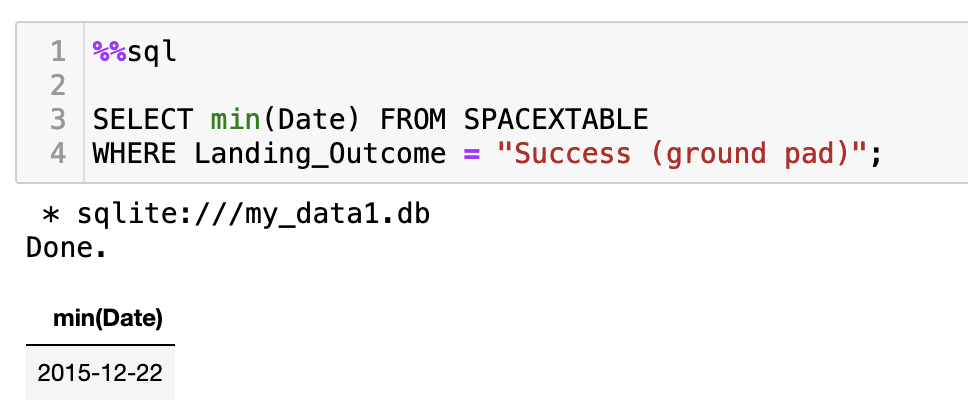 1 %%sql
2
3 SELECT min(Date) FROM SPACEXTABLE
4 WHERE Landing_Outcome = "Success (ground pad)";
* sqlite:///my_data1.db
Done.
min(Date)
2015-12-22